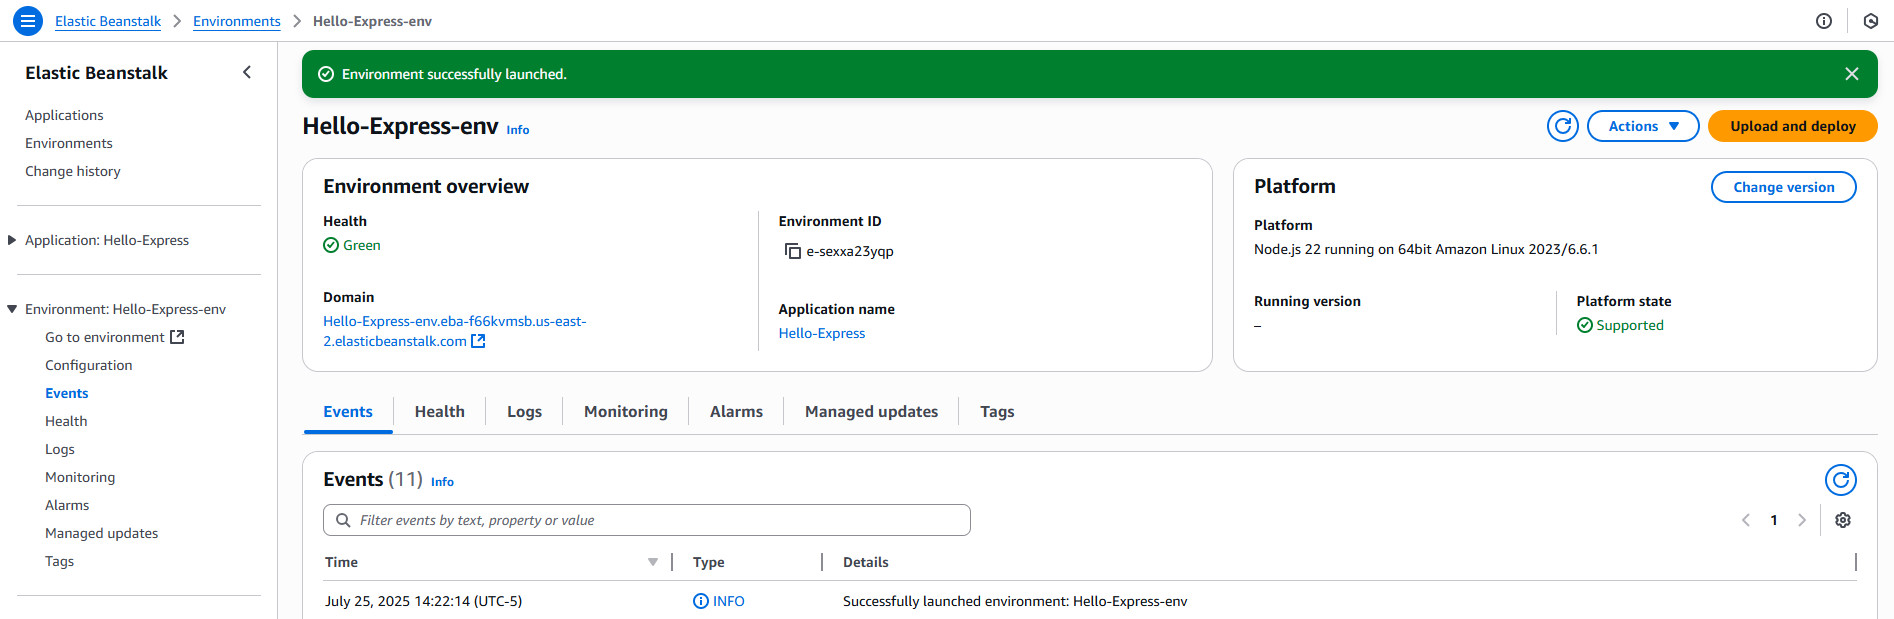 Elastic Beanstalk > Environments > Hello-Express-env
Elastic Beanstalk
Applications
Environments
Change history
Application: Hello-Express
Environment: Hello-Express-env
Go to environment
Configuration
Events
Health
Logs
Monitoring
Alarms
Managed updates
Tags
Environment successfully launched.
Hello-Express-env Info
Actions
Upload and deploy
Environment overview
Health
Green
Domain
Hello-Express-env.eba-f66kvmsb.us-east-
2.elasticbeanstalk.com
Environment ID
e-sexxa23yqp
Application name
Hello-Express
Platform
Change version
Platform
Node.js 22 running on 64bit Amazon Linux 2023/6.6.1
Running version
–
Platform state
Supported
Events Health Logs Monitoring Alarms Managed updates Tags
Events (11) Info
Filter events by text, property or value
1
Time Type Details
July 25, 2025 14:22:14 (UTC-5) INFO Successfully launched environment: Hello-Express-env